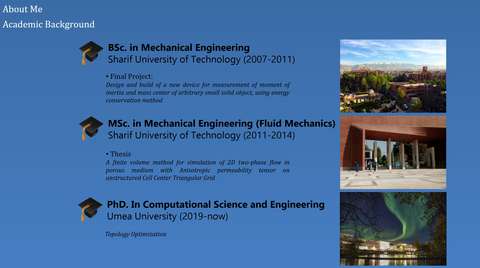 About Me
Academic Background
BSc. in Mechanical Engineering
Sharif University of Technology (2007-2011)
• Final Project:
Design and build of a new device for measurement of moment of
inertia and mass center of arbitrary small solid object, using energy
conservation method
MSc. in Mechanical Engineering (Fluid Mechanics)
Sharif University of Technology (2011-2014)
• Thesis
A finite volume method for simulation of 2D two-phase flow in
porous medium with Anisotropic permeability tensor on
unstructured Cell Center Triangular Grid
PhD. In Computational Science and Engineering
Umea University (2019-now)
Topology Optimization